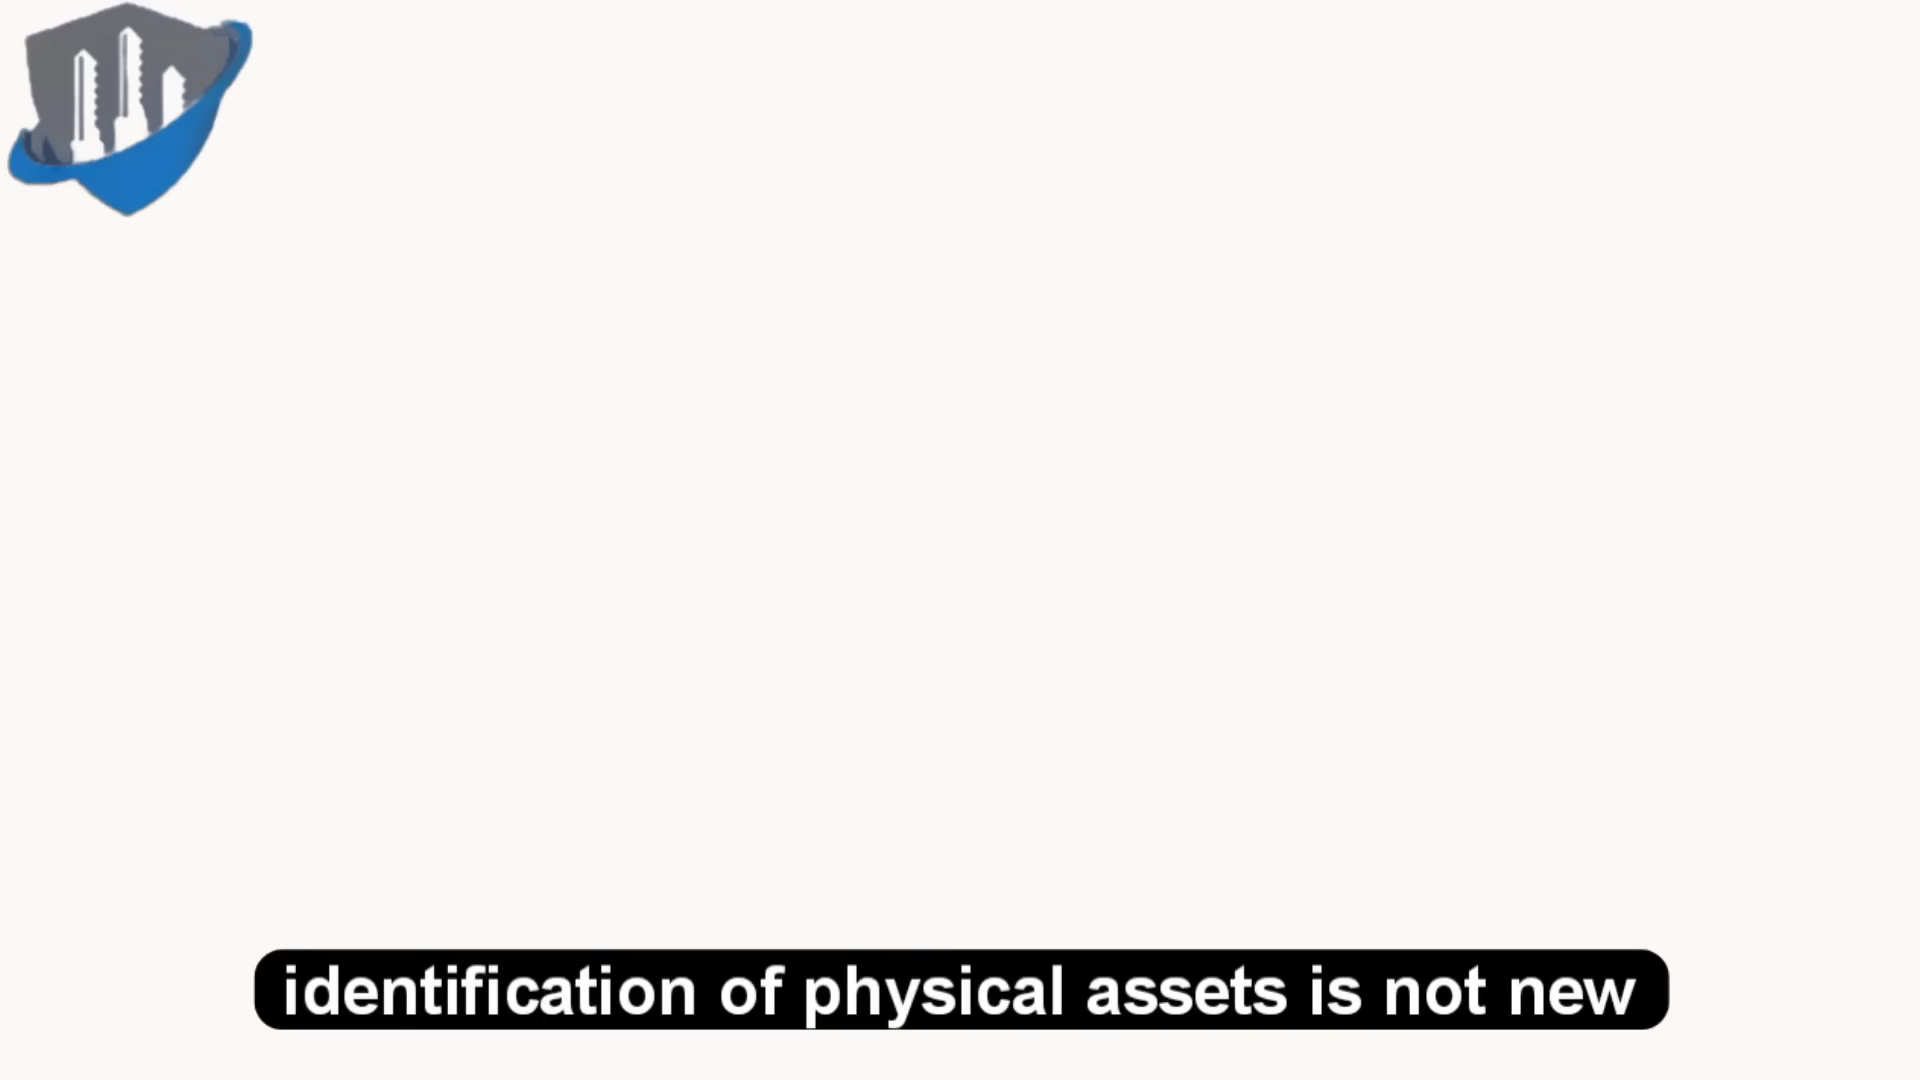 identification of physical assets is not new